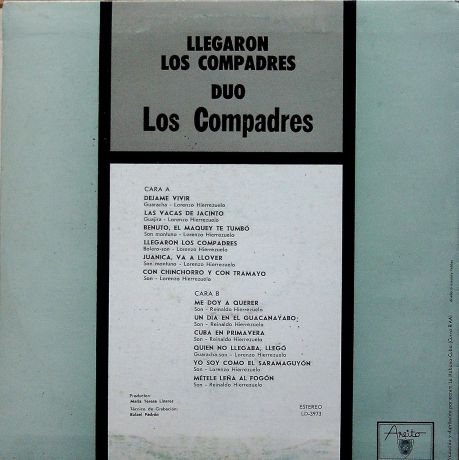 LLEGARON
LOS COMPADRES
DUO
Los Compadres
CARA A
DEJAME VIVIR
Guaracha - Lorenzo Hierrezuelo
LAS VACAS DE JACINTO
Guajira - Lorenzo Hierrezuelo
BENUTO, EL MAQUEY TE TUMBÓ
Son montuno - Lorenzo Hierrezuelo
LLEGARON LOS COMPADRES
Bolero-son - Lorenzo Hierrezuelo
JUANICA, VA A LLOVER
Son montuno - Lorenzo Hierrezuelo
CON CHINCHORRO Y CON TRAMAYO
Son - Lorenzo Hierrezuelo
CARA B
ME DOY A QUERER
Son - Reinaldo Hierrezuelo
UN DIA EN EL GUACANAYABO
Son - Reinaldo Hierrezuelo
CUBA EN PRIMAVERA
Son - Reinaldo Hierrezuelo
QUIEN NO LLEGABA, LLEGÓ
Guaracha-son - Lorenzo Hierrezuelo
YO SOY COMO EL SARAMAGUYÓN
Son - Lorenzo Hierrezuelo
MÉTELE LEÑA AL FOGÓN
Son - Reinaldo Hierrezuelo
María Teresa Linares
Técnico de Grabación:
ESTEREO
LD-3973
Areito